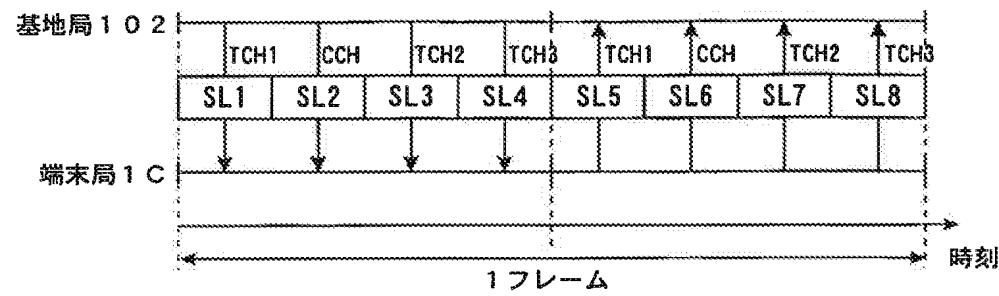 基地局102
TCH1 CCH TCH2 TCH3 TCH1 CCH TCH2 TCH3
SL1 SL2 SL3 SL4 SL5 SL6 SL7 SL8
端末局1C
時刻
1フレーム